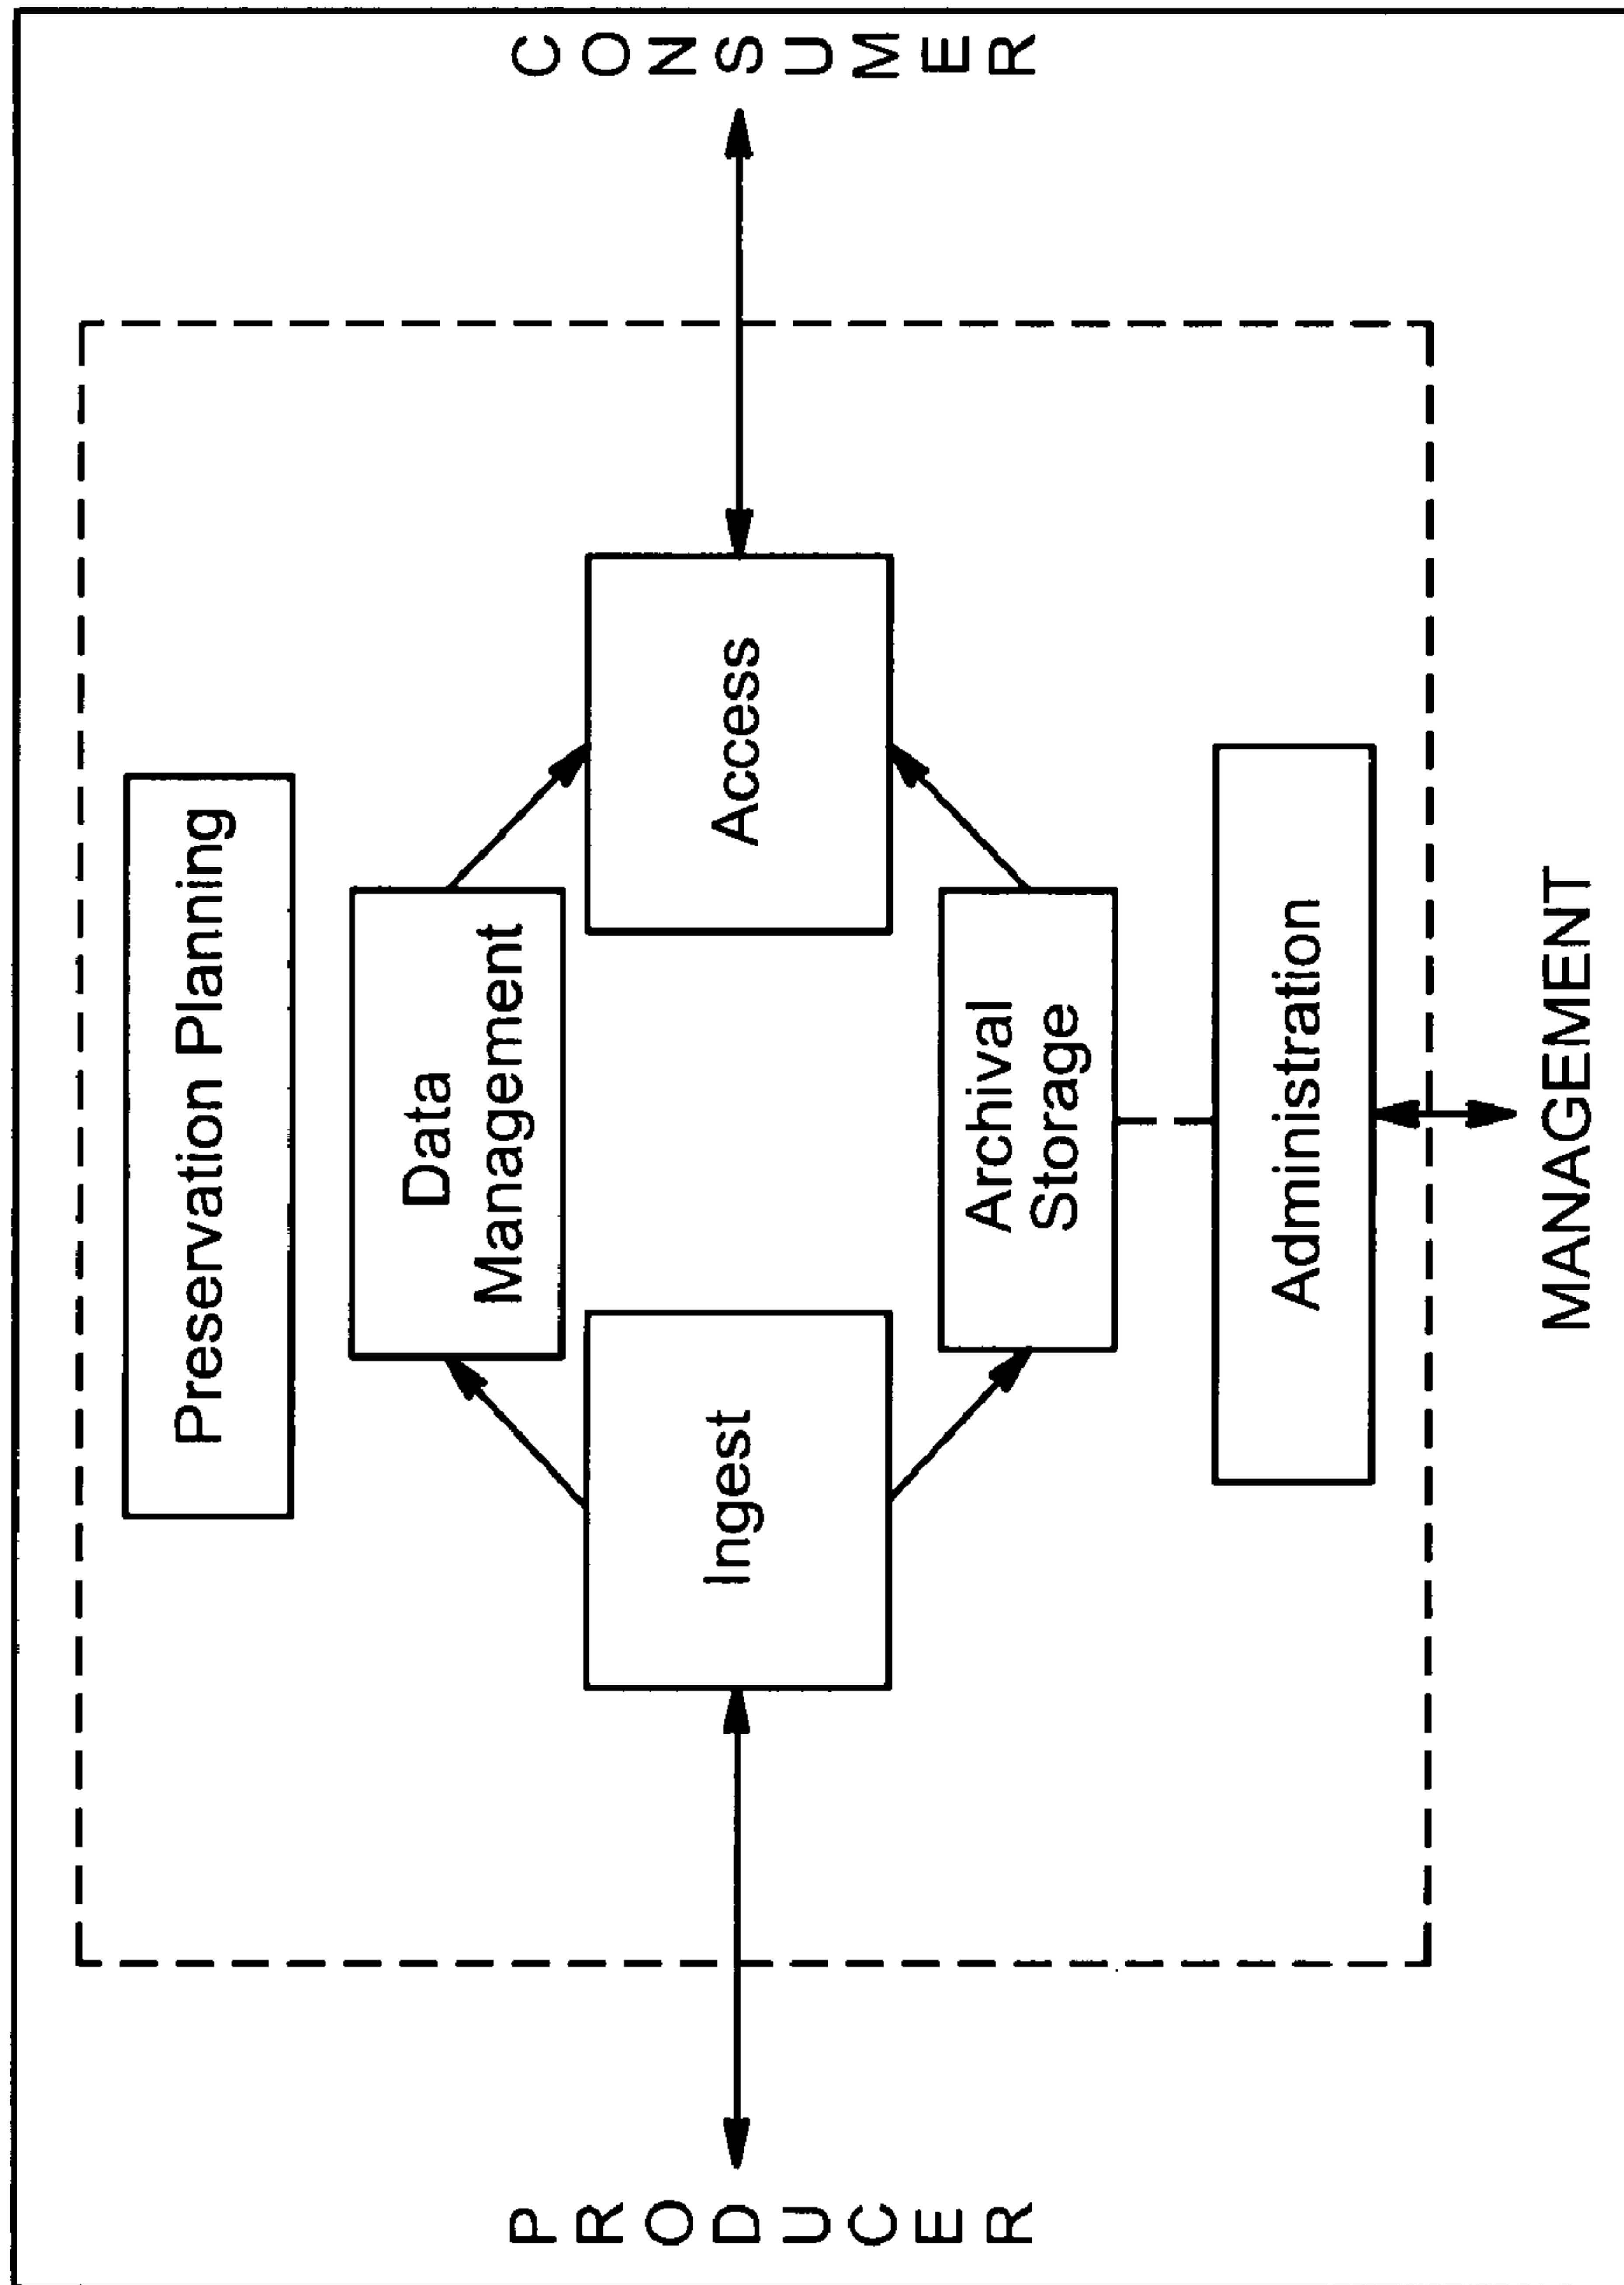 Preservation Planning
Data
Management
PRODUCER
Ingest
Access
CONSUMER
Archival
Storage
Administration
MANAGEMENT